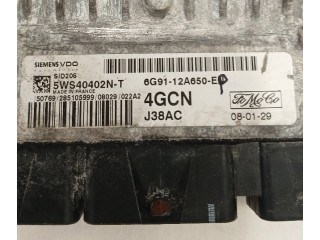 SIEMENS VDO
SID206
5WS40402N-T
MADE IN FRANCE
50769/285105999/08029/022A2
6G91-12A650-E
4GCN
J38AC
FoMoCo
08-01-29